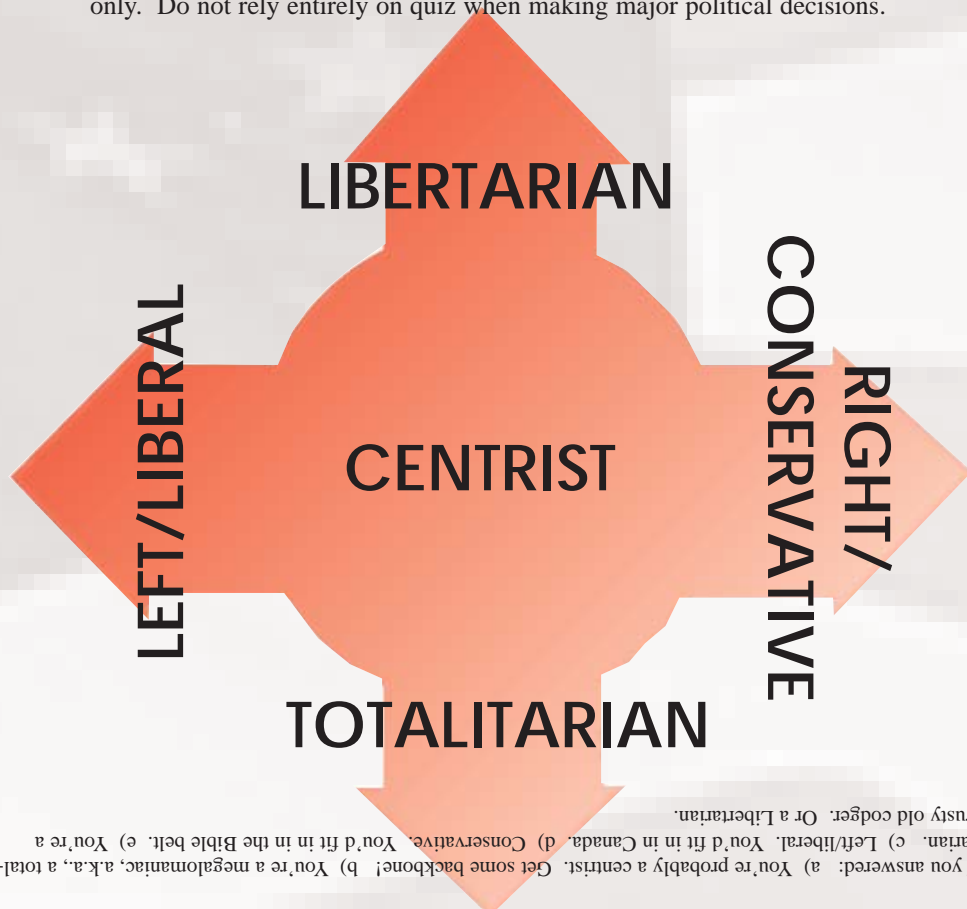 only. Do not rely entirely on quiz when making major political decisions.
LIBERTARIAN
LEFT/LIBERAL
CENTRIST
RIGHT/
CONSERVATIVE
TOTALITARIAN
you answered: a) You're probably a centrist. Get some backbone! b) You're a megalomaniac, a.k.a., a total-
arian. c) Left/liberal. You'd fit in in Canada. d) Conservative. You'd fit in in the Bible belt. e) You're a
rusty old codger. Or a Libertarian.